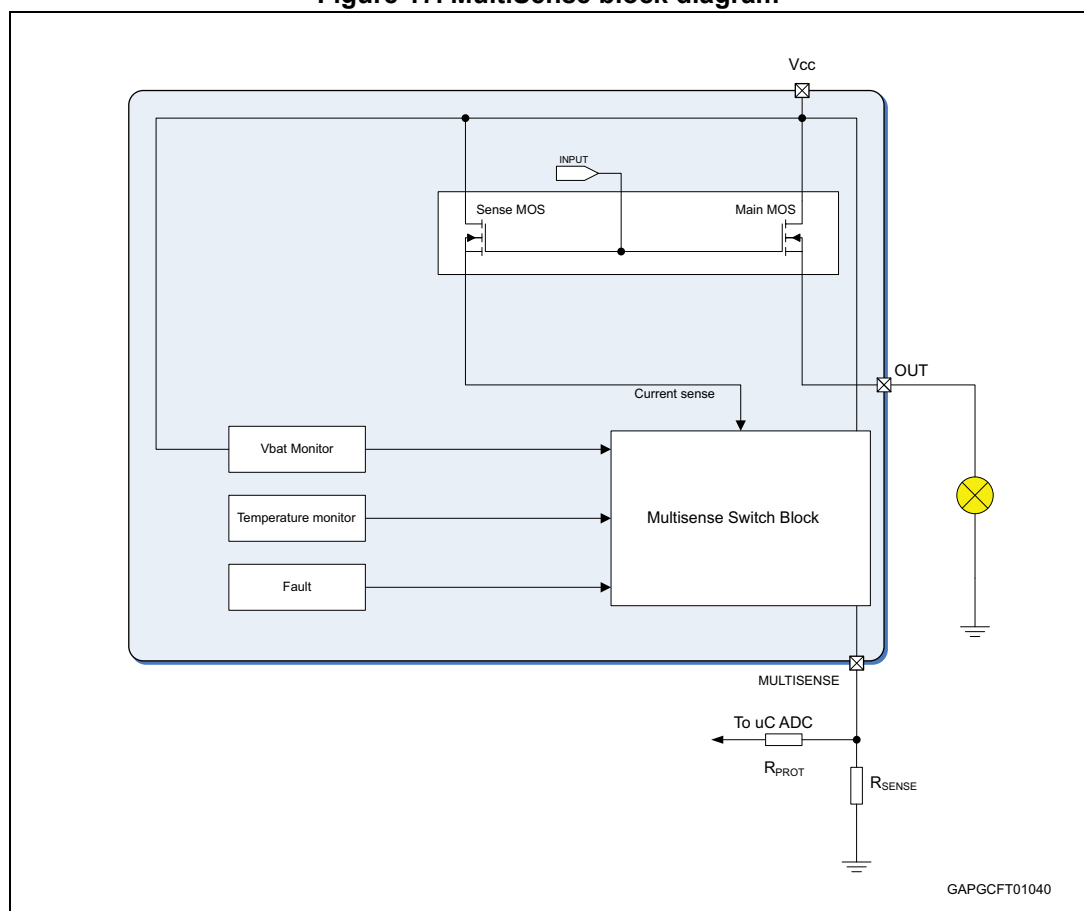 Figure 17. MultiSense block diagram
Vcc
INPUT
Sense MOS
Main MOS
OUT
Current sense
Vbat Monitor
Temperature monitor
Fault
Multisense Switch Block
MULTISENSE
To uC ADC
RPROT
RSENSE
GAPGCFT01040